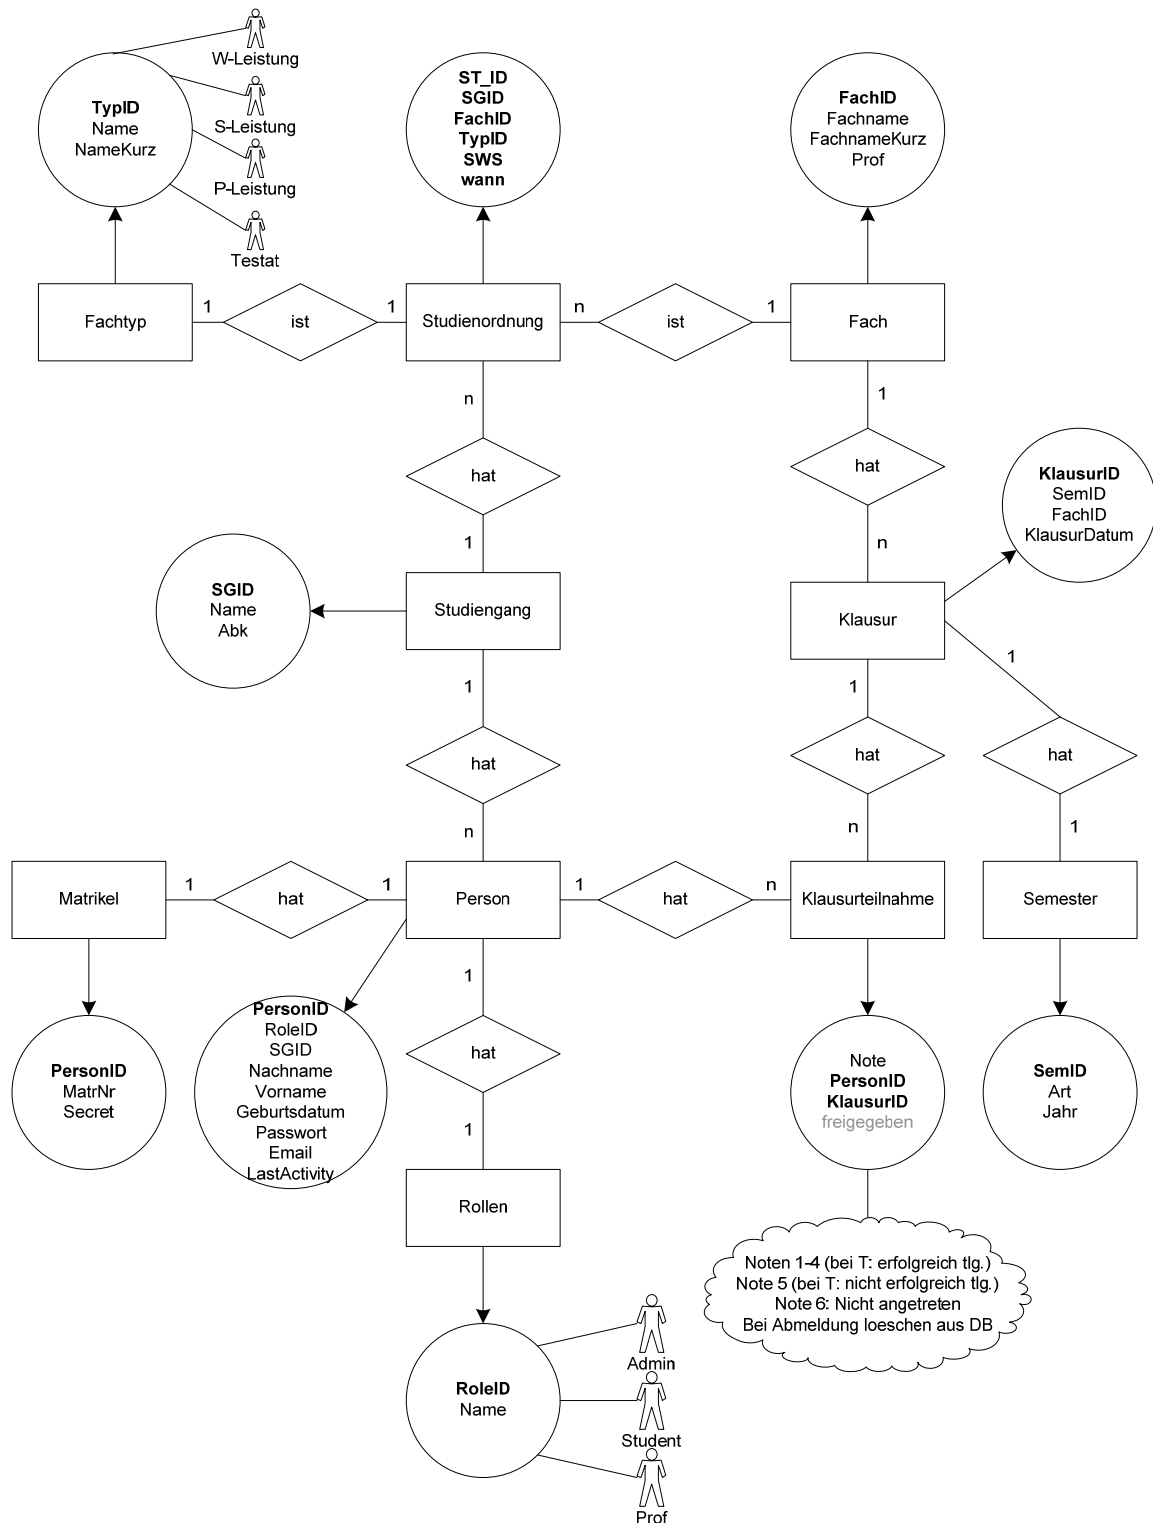 W-Leistung
TypID
Name
NameKurz
S-Leistung
P-Leistung
Testat
ST_ID
SGID
FachID
TypID
SWS
wann
FachID
Fachname
FachnameKurz
Prof
Fachtyp
1
ist
1
Studienordnung
n
ist
1
Fach
n
hat
1
1
hat
n
KlausurID
SemID
FachID
KlausurDatum
SGID
Name
Abk
Studiengang
Klausur
1
hat
n
1
hat
n
1
hat
1
Matrikel
1
hat
1
Person
1
hat
n
Klausurteilnahme
Semester
PersonID
MatrNr
Secret
PersonID
RoleID
SGID
Nachname
Vorname
Geburtsdatum
Passwort
Email
LastActivity
1
hat
1
Note
PersonID
KlausurID
freigegeben
SemID
Art
Jahr
Rollen
Noten 1-4 (bei T: erfolgreich tlg.)
Note 5 (bei T: nicht erfolgreich tlg.)
Note 6: Nicht angetreten
Bei Abmeldung loeschen aus DB
RoleID
Name
Admin
Student
Prof